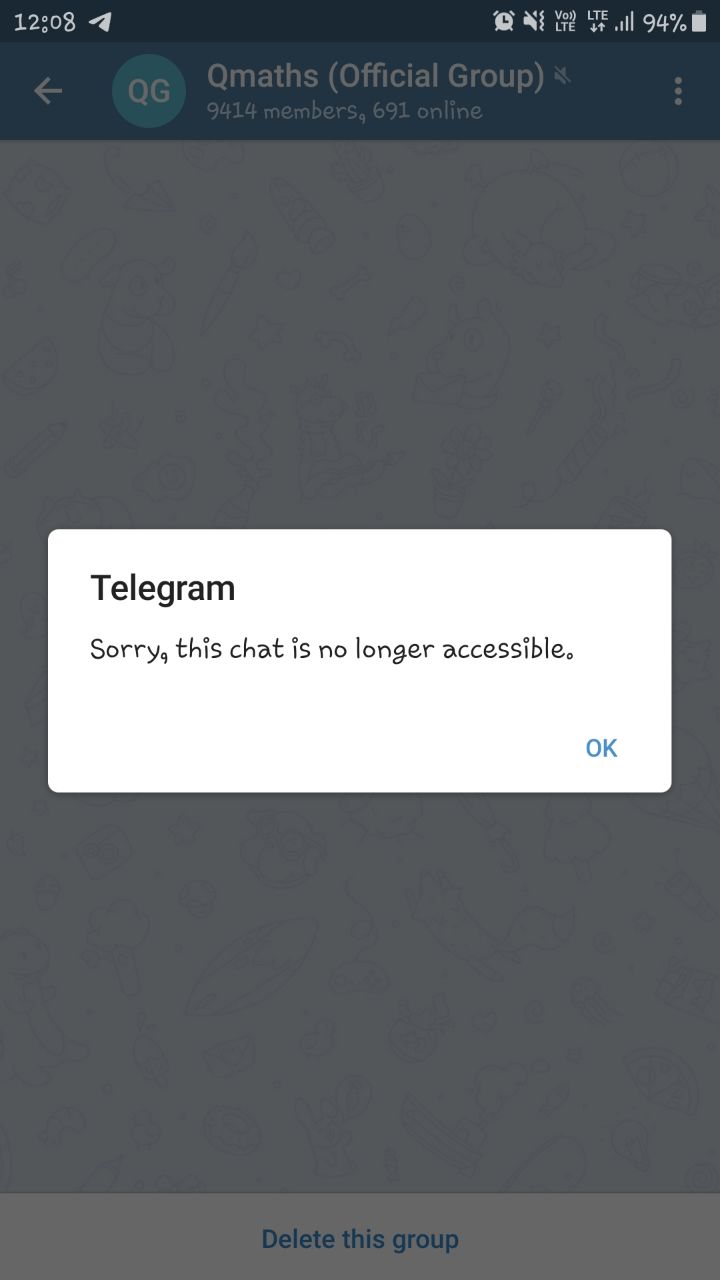 12:08 Vo)) LTE LTE 94%
QG Qmaths (Official Group)
9414 members, 691 online
Telegram
Sorry, this chat is no longer accessible.
OK
Delete this group